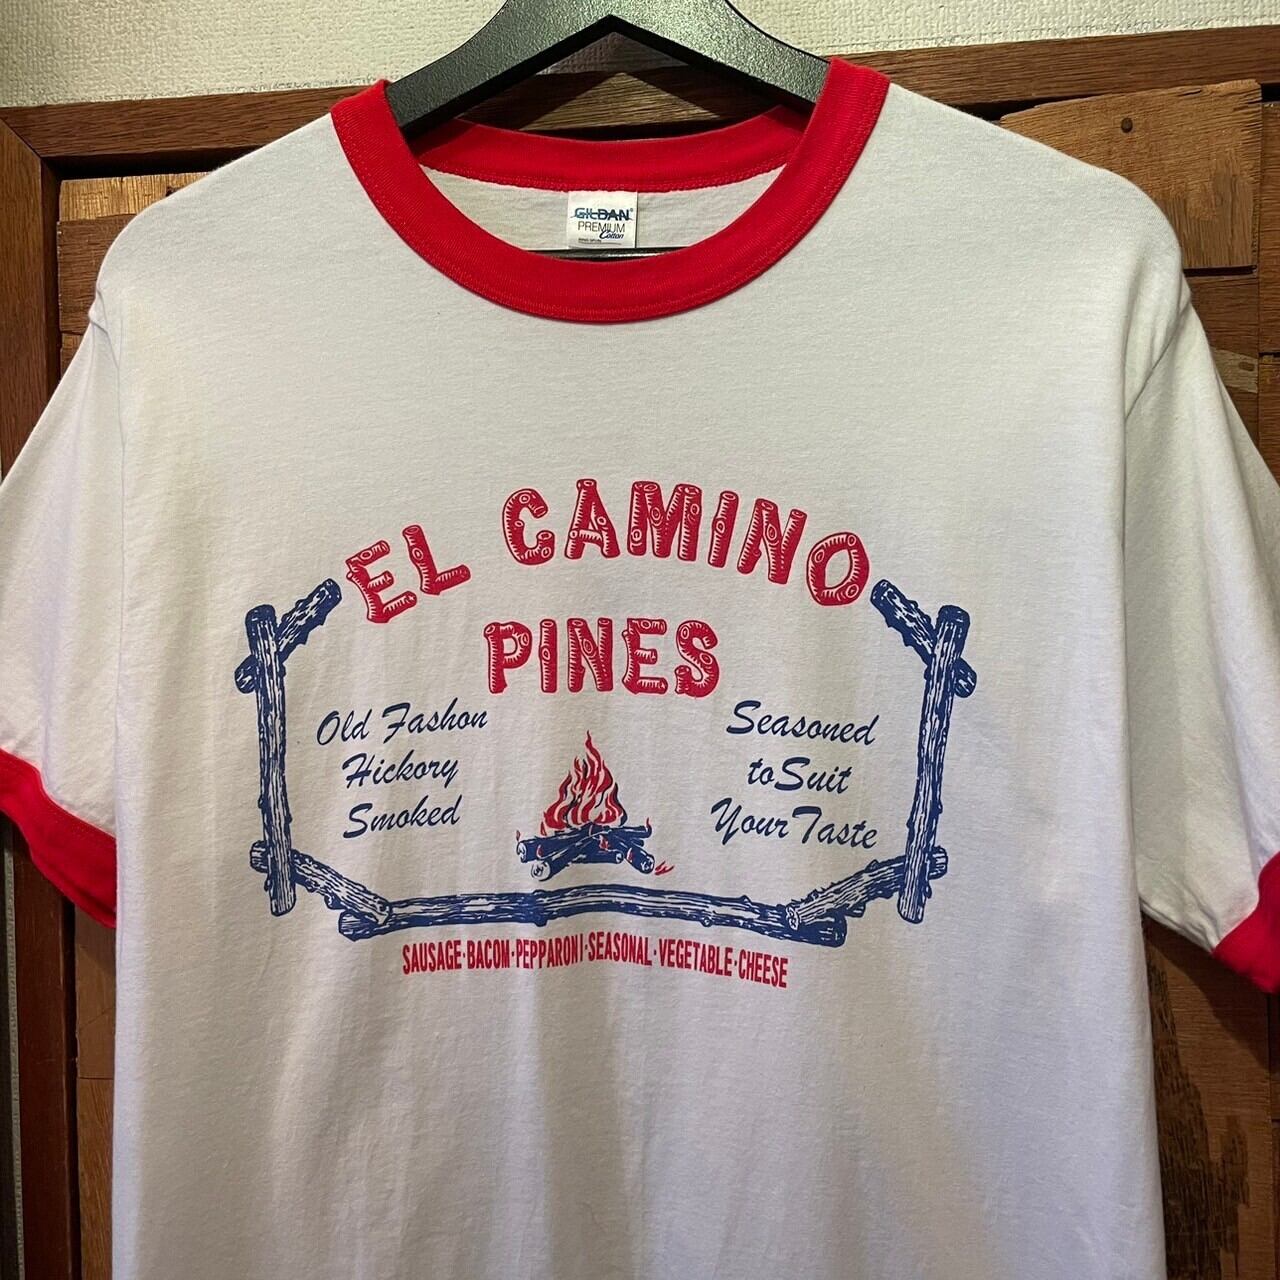 GILDAN®
PREMIUM
Cotton
EL CAMINO
PINES
Old Fashon
Hickory
Smoked
Seasoned
to Suit
Your Taste
SAUSAGE·BACOM·PEPPARONI·SEASONAL·VEGETABLE·CHEESE